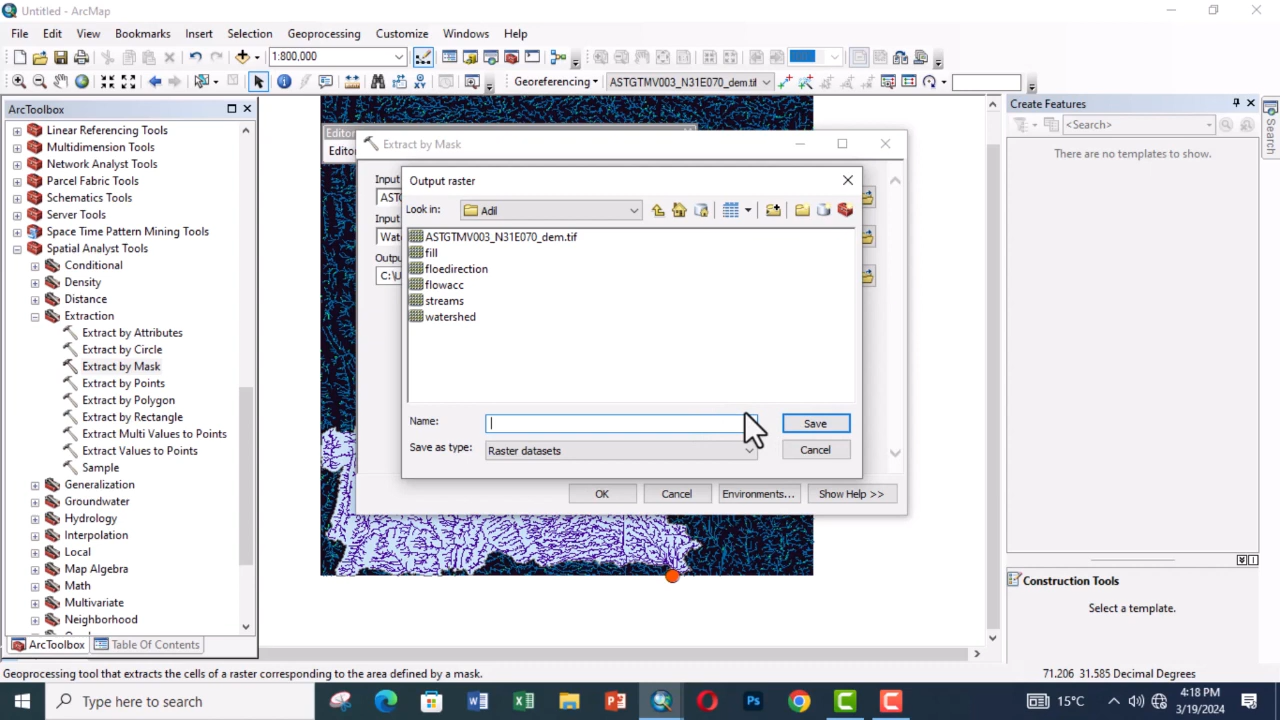 Untitled - ArcMap
File Edit View Bookmarks Insert Selection Geoprocessing Customize Windows Help
1:800,000
Georeferencing ASTGTMV003_N31E070_dem.tif
ArcToolbox
Linear Referencing Tools
Multidimension Tools
Network Analyst Tools
Parcel Fabric Tools
Schematics Tools
Server Tools
Space Time Pattern Mining Tools
Spatial Analyst Tools
Conditional
Density
Distance
Extraction
Extract by Attributes
Extract by Circle
Extract by Mask
Extract by Points
Extract by Polygon
Extract by Rectangle
Extract Multi Values to Points
Extract Values to Points
Sample
Generalization
Groundwater
Hydrology
Interpolation
Local
Map Algebra
Math
Multivariate
Neighborhood
ArcToolbox Table Of Contents
Editor
Editor
Extract by Mask
Input
ASTG
Input
Wate
Outpu
C:\U
Output raster
Look in: Adil
ASTGTMV003_N31E070_dem.tif
fill
floedirection
flowacc
streams
watershed
Name: Save
Save as type: Raster datasets Cancel
OK Cancel Environments... Show Help >>
Create Features
<Search>
There are no templates to show.
Search
Construction Tools
Select a template.
Geoprocessing tool that extracts the cells of a raster corresponding to the area defined by a mask.
71.206 31.585 Decimal Degrees
Type here to search
15°C
4:18 PM
3/19/2024